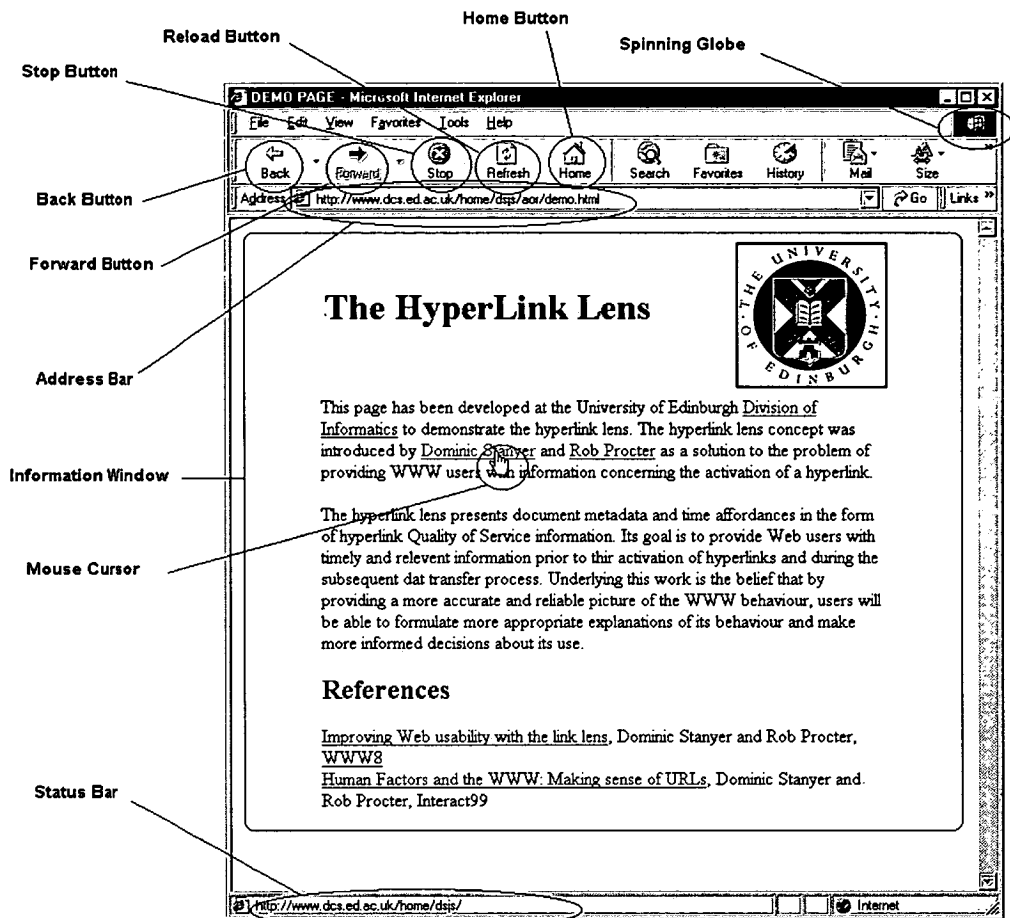 Home Button
Reload Button
Spinning Globe
Stop Button
DEMO PAGE - Microsoft Internet Explorer
File Edit View Favorites Tools Help
Back Forward Stop Refresh Home Search Favorites History Mail Size »
Back Button
Address http://www.dcs.ed.ac.uk/home/dsjs/aor/demo.html Go Links »
Forward Button
THE UNIVERSITY OF EDINBURGH
The HyperLink Lens
Address Bar
This page has been developed at the University of Edinburgh Division of
Informatics to demonstrate the hyperlink lens. The hyperlink lens concept was
introduced by Dominic Stanyer and Rob Procter as a solution to the problem of
Information Window
providing WWW users with information concerning the activation of a hyperlink.
The hyperlink lens presents document metadata and time affordances in the form
of hyperlink Quality of Service information. Its goal is to provide Web users with
timely and relevent information prior to thir activation of hyperlinks and during the
Mouse Cursor
subsequent dat transfer process. Underlying this work is the belief that by
providing a more accurate and reliable picture of the WWW behaviour, users will
be able to formulate more appropriate explanations of its behaviour and make
more informed decisions about its use.
References
Improving Web usability with the link lens, Dominic Stanyer and Rob Procter,
WWW8
Human Factors and the WWW: Making sense of URLs, Dominic Stanyer and
Rob Procter, Interact99
Status Bar
http://www.dcs.ed.ac.uk/home/dsjs/ Internet